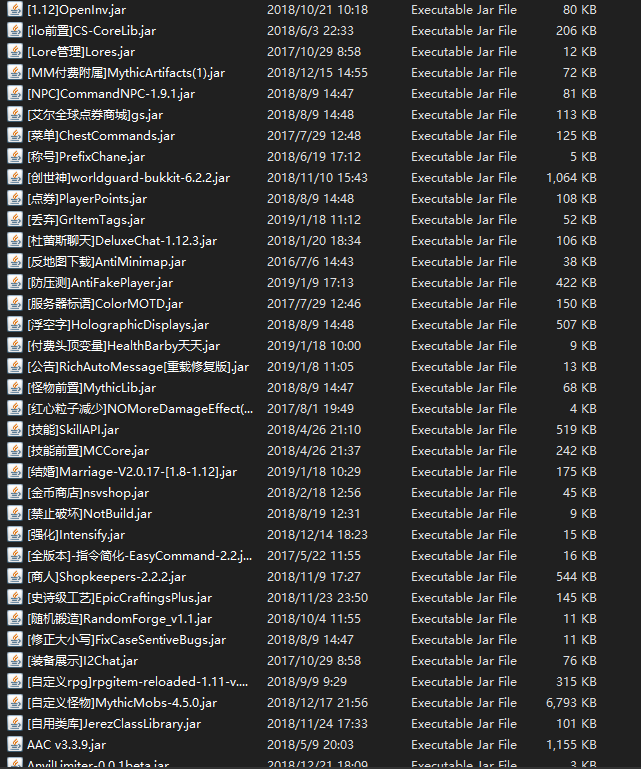 [1.12]OpenInv.jar 2018/10/21 10:18 Executable Jar File 80 KB
[ilo前置]CS-CoreLib.jar 2018/6/3 22:33 Executable Jar File 206 KB
[Lore管理]Lores.jar 2017/10/29 8:58 Executable Jar File 12 KB
[MM付费附属]MythicArtifacts(1).jar 2018/12/15 14:55 Executable Jar File 72 KB
[NPC]CommandNPC-1.9.1.jar 2018/8/9 14:47 Executable Jar File 81 KB
[艾尔全球点券商城]gs.jar 2018/8/9 14:48 Executable Jar File 113 KB
[菜单]ChestCommands.jar 2017/7/29 12:48 Executable Jar File 125 KB
[称号]PrefixChane.jar 2018/6/19 17:12 Executable Jar File 5 KB
[创世神]worldguard-bukkit-6.2.2.jar 2018/11/10 15:43 Executable Jar File 1,064 KB
[点券]PlayerPoints.jar 2018/8/9 14:48 Executable Jar File 108 KB
[丢弃]GrItemTags.jar 2019/1/18 11:12 Executable Jar File 52 KB
[杜蕾斯聊天]DeluxeChat-1.12.3.jar 2018/1/20 18:34 Executable Jar File 106 KB
[反地图下载]AntiMinimap.jar 2016/7/6 14:43 Executable Jar File 38 KB
[防压测]AntiFakePlayer.jar 2019/1/9 17:13 Executable Jar File 422 KB
[服务器标语]ColorMOTD.jar 2017/7/29 12:46 Executable Jar File 150 KB
[浮空字]HolographicDisplays.jar 2018/8/9 14:48 Executable Jar File 507 KB
[付费头顶变量]HealthBarby天天.jar 2019/1/18 10:00 Executable Jar File 9 KB
[公告]RichAutoMessage[重载修复版].jar 2019/1/8 11:05 Executable Jar File 13 KB
[怪物前置]MythicLib.jar 2018/8/9 14:47 Executable Jar File 68 KB
[红心粒子减少]NOMoreDamageEffect(... 2017/8/1 19:49 Executable Jar File 4 KB
[技能]SkillAPI.jar 2018/4/26 21:10 Executable Jar File 519 KB
[技能前置]MCCore.jar 2018/4/26 21:37 Executable Jar File 242 KB
[结婚]Marriage-V2.0.17-[1.8-1.12].jar 2019/1/18 10:29 Executable Jar File 175 KB
[金币商店]nsvshop.jar 2018/2/18 12:56 Executable Jar File 45 KB
[禁止破坏]NotBuild.jar 2018/8/19 12:31 Executable Jar File 9 KB
[强化]Intensify.jar 2018/12/14 18:23 Executable Jar File 15 KB
[全版本]-指令简化-EasyCommand-2.2.j... 2017/5/22 11:55 Executable Jar File 16 KB
[商人]Shopkeepers-2.2.2.jar 2018/11/9 17:27 Executable Jar File 544 KB
[史诗级工艺]EpicCraftingsPlus.jar 2018/11/23 23:50 Executable Jar File 145 KB
[随机锻造]RandomForge_v1.1.jar 2018/10/4 11:55 Executable Jar File 11 KB
[修正大小写]FixCaseSentiveBugs.jar 2018/8/9 14:47 Executable Jar File 11 KB
[装备展示]I2Chat.jar 2017/10/29 8:58 Executable Jar File 76 KB
[自定义rpg]rpgitem-reloaded-1.11-v.... 2018/9/9 9:29 Executable Jar File 315 KB
[自定义怪物]MythicMobs-4.5.0.jar 2018/12/17 21:56 Executable Jar File 6,793 KB
[自用类库]JerezClassLibrary.jar 2018/11/24 17:33 Executable Jar File 101 KB
AAC v3.3.9.jar 2018/5/9 20:03 Executable Jar File 1,155 KB
AnvilLimiter-0.0.1beta.jar 2018/12/21 18:09 Executable Jar File 3 KB